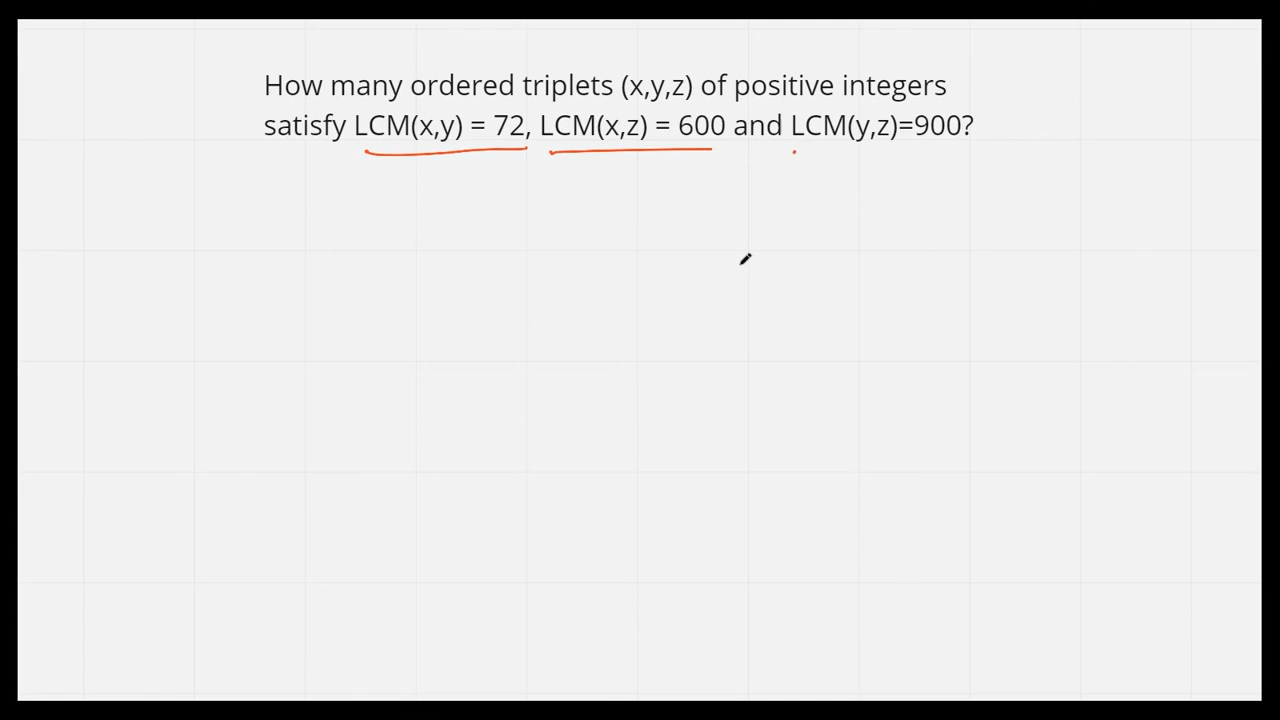 How many ordered triplets (x,y,z) of positive integers
satisfy LCM(x,y) = 72, LCM(x,z) = 600 and LCM(y,z)=900?